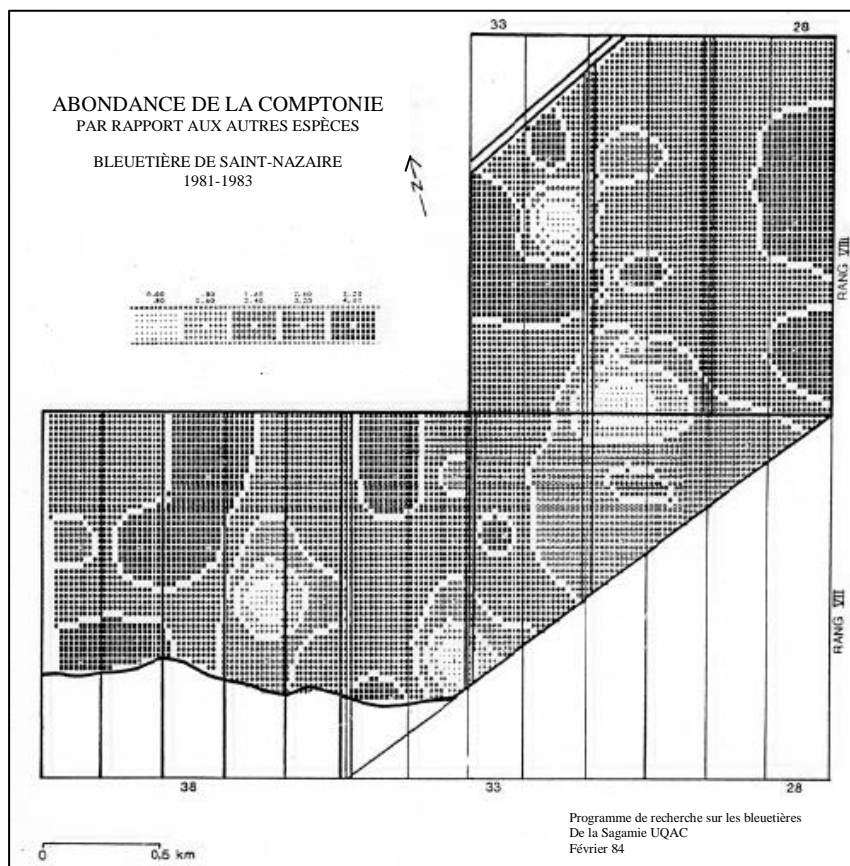 33 28
ABONDANCE DE LA COMPTONIE
PAR RAPPORT AUX AUTRES ESPÈCES
BLEUETIÈRE DE SAINT-NAZAIRE
1981-1983
N
RANG VIII
RANG VII
38 33 28
0 0,5 km
Programme de recherche sur les bleuetières
De la Sagamie UQAC
Février 84